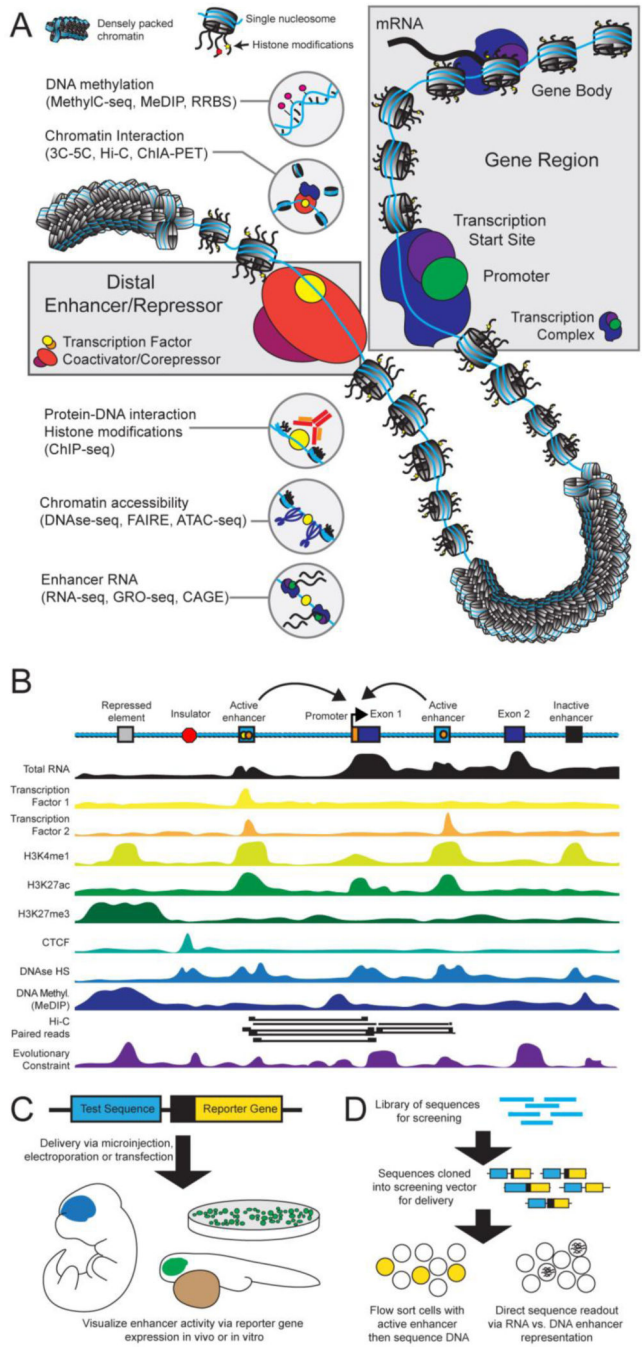 A
Densely packed
chromatin
Single nucleosome
Histone modifications
DNA methylation
(MethylC-seq, MeDIP, RRBS)
Chromatin Interaction
(3C-5C, Hi-C, ChIA-PET)
mRNA
Gene Body
Gene Region
Transcription
Start Site
Promoter
Transcription
Complex
Distal
Enhancer/Repressor
Transcription Factor
Coactivator/Corepressor
Protein-DNA interaction
Histone modifications
(ChIP-seq)
Chromatin accessibility
(DNAse-seq, FAIRE, ATAC-seq)
Enhancer RNA
(RNA-seq, GRO-seq, CAGE)
B
Repressed
element
Insulator
Active
enhancer
Promoter
Exon 1
Active
enhancer
Exon 2
Inactive
enhancer
Total RNA
Transcription
Factor 1
Transcription
Factor 2
H3K4me1
H3K27ac
H3K27me3
CTCF
DNAse HS
DNA Methyl.
(MeDIP)
Hi-C
Paired reads
Evolutionary
Constraint
C
Test Sequence
Reporter Gene
Delivery via microinjection,
electroporation or transfection
Visualize enhancer activity via reporter gene
expression in vivo or in vitro
D
Library of sequences
for screening
Sequences cloned
into screening vector
for delivery
Flow sort cells with
active enhancer
then sequence DNA
Direct sequence readout
via RNA vs. DNA enhancer
representation